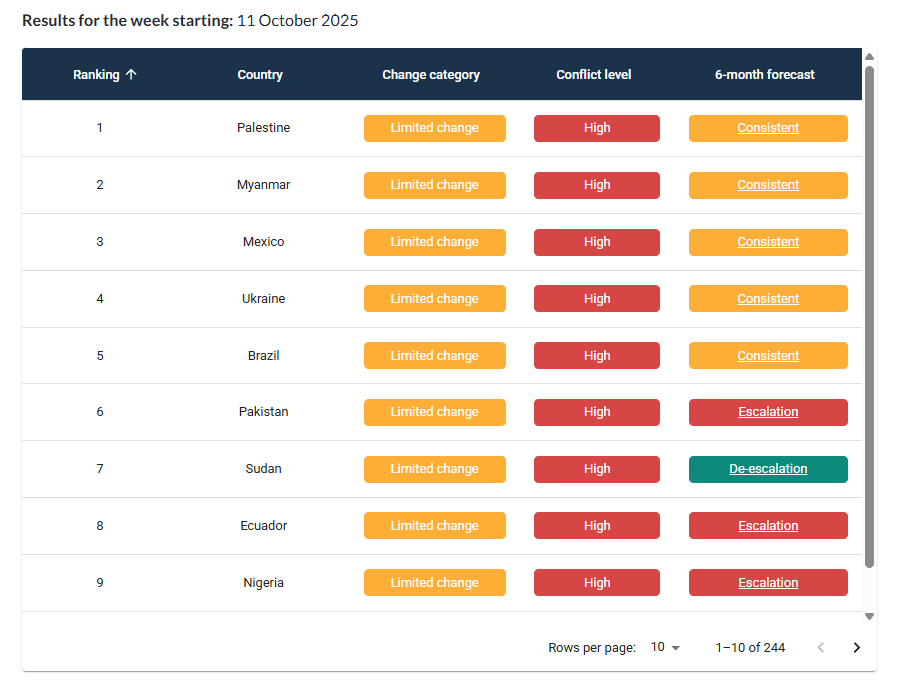 Results for the week starting: 11 October 2025
Ranking ↑ Country Change category Conflict level 6-month forecast
1 Palestine Limited change High Consistent
2 Myanmar Limited change High Consistent
3 Mexico Limited change High Consistent
4 Ukraine Limited change High Consistent
5 Brazil Limited change High Consistent
6 Pakistan Limited change High Escalation
7 Sudan Limited change High De-escalation
8 Ecuador Limited change High Escalation
9 Nigeria Limited change High Escalation
Rows per page: 10 1–10 of 244